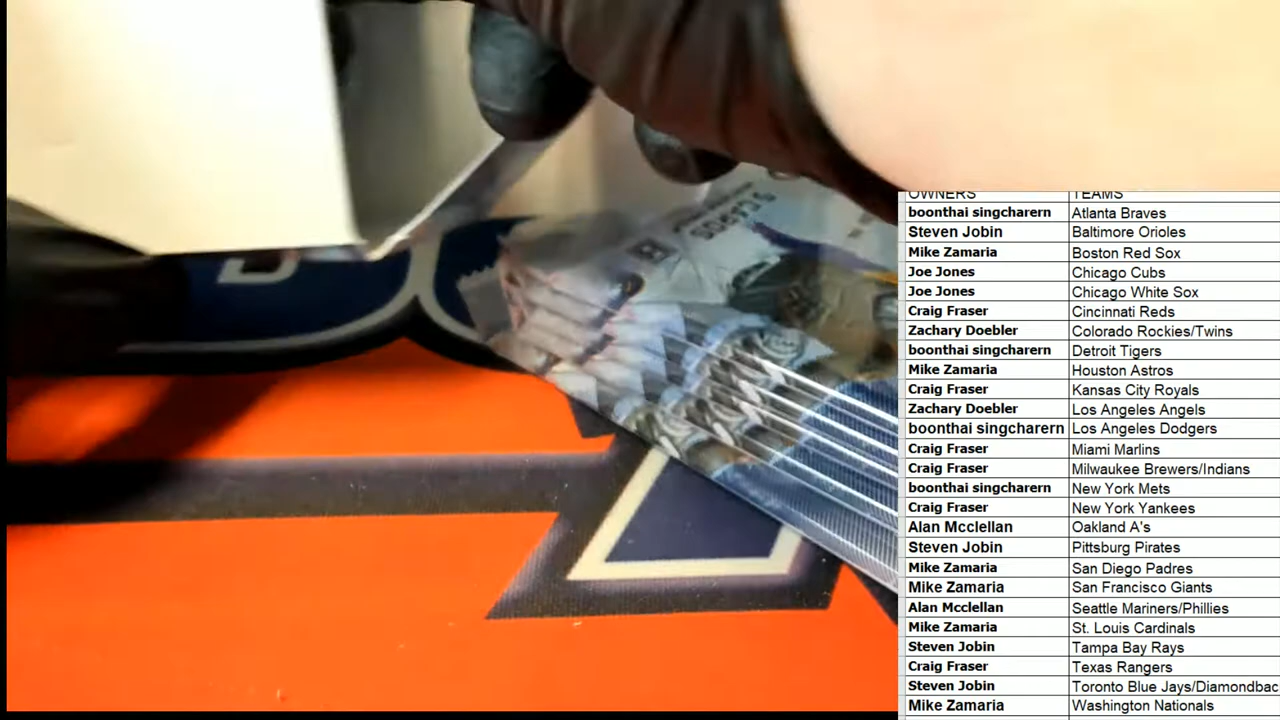 OWNERS TEAMS
boonthai singcharern Atlanta Braves
Steven Jobin Baltimore Orioles
Mike Zamaria Boston Red Sox
Joe Jones Chicago Cubs
Joe Jones Chicago White Sox
Craig Fraser Cincinnati Reds
Zachary Doebler Colorado Rockies/Twins
boonthai singcharern Detroit Tigers
Mike Zamaria Houston Astros
Craig Fraser Kansas City Royals
Zachary Doebler Los Angeles Angels
boonthai singcharern Los Angeles Dodgers
Craig Fraser Miami Marlins
Craig Fraser Milwaukee Brewers/Indians
boonthai singcharern New York Mets
Craig Fraser New York Yankees
Alan Mcclellan Oakland A's
Steven Jobin Pittsburg Pirates
Mike Zamaria San Diego Padres
Mike Zamaria San Francisco Giants
Alan Mcclellan Seattle Mariners/Phillies
Mike Zamaria St. Louis Cardinals
Steven Jobin Tampa Bay Rays
Craig Fraser Texas Rangers
Steven Jobin Toronto Blue Jays/Diamondbac
Mike Zamaria Washington Nationals
CARDS